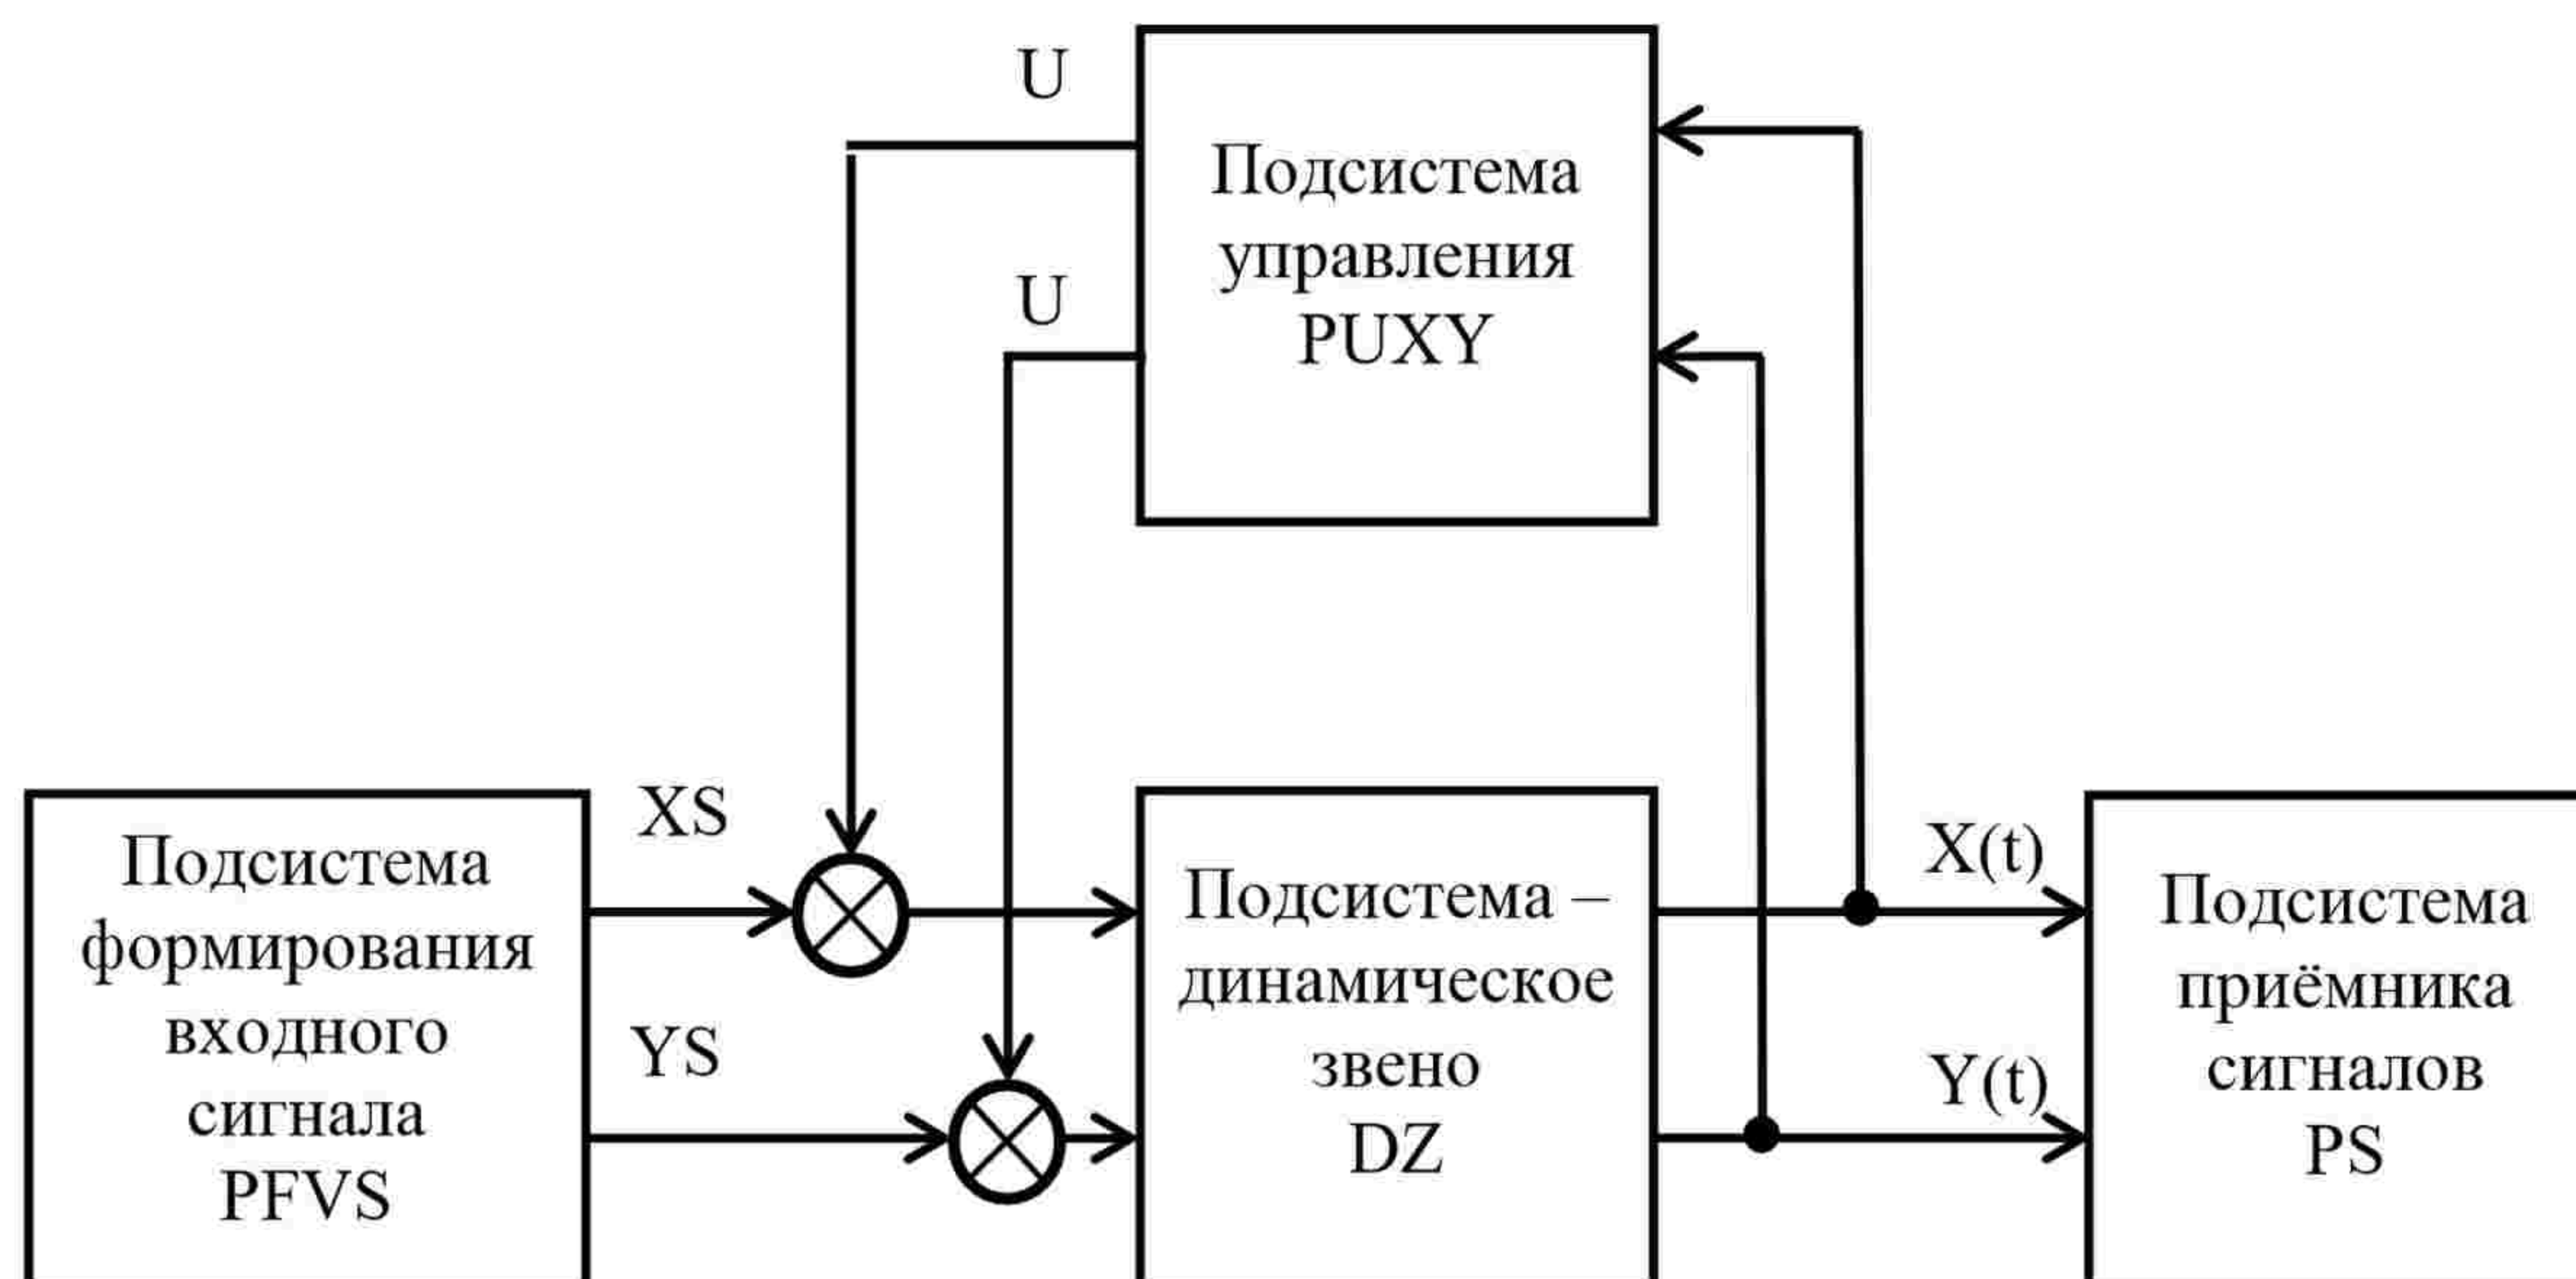 U
U
Подсистема
управления
PUXY
XS
YS
Подсистема
формирования
входного
сигнала
PFVS
Подсистема –
динамическое
звено
DZ
X(t)
Y(t)
Подсистема
приёмника
сигналов
PS